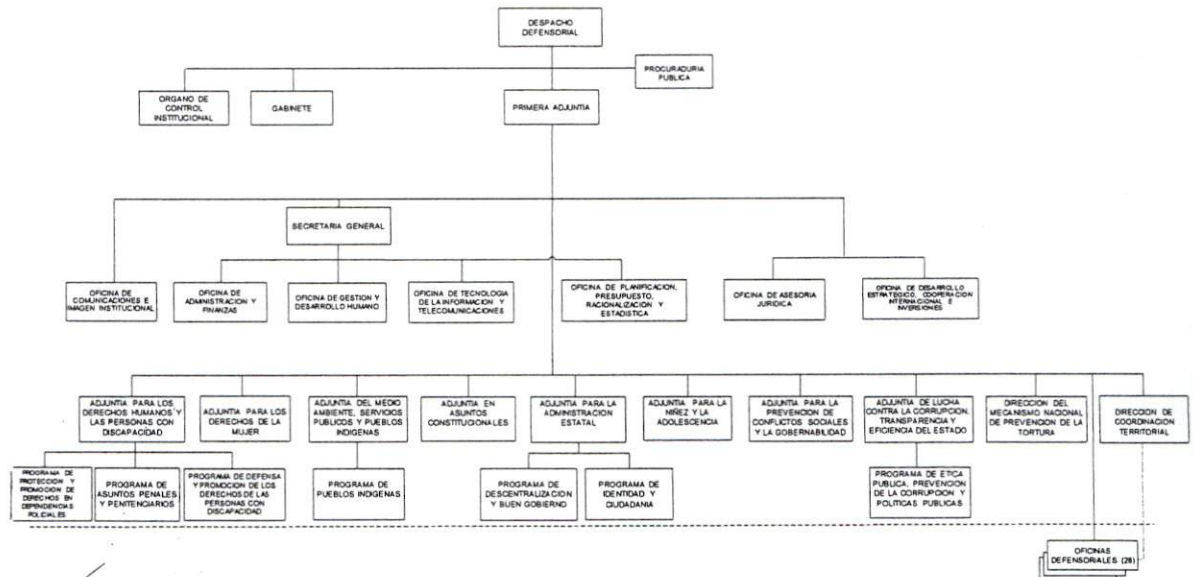 DESPACHO
DEFENSORIAL
PROCURADURIA
PUBLICA
ORGANO DE
CONTROL
INSTITUCIONAL
GABINETE
PRIMERA ADJUNTIA
SECRETARIA GENERAL
OFICINA DE
COMUNICACIONES E
IMAGEN INSTITUCIONAL
OFICINA DE
ADMINISTRACION Y
FINANZAS
OFICINA DE GESTION Y
DESARROLLO HUMANO
OFICINA DE TECNOLOGIA
DE LA INFORMACION Y
TELECOMUNICACIONES
OFICINA DE PLANIFICACION,
PRESUPUESTO,
RACIONALIZACION Y
ESTADISTICA
OFICINA DE ASESORIA
JURIDICA
OFICINA DE DESARROLLO
ESTRATEGICO, COOPERACION
INTERNACIONAL E
INVERSIONES
ADJUNTIA PARA LOS
DERECHOS HUMANOS Y
LAS PERSONAS CON
DISCAPACIDAD
ADJUNTIA PARA LOS
DERECHOS DE LA
MUJER
ADJUNTIA DEL MEDIO
AMBIENTE, SERVICIOS
PUBLICOS Y PUEBLOS
INDIGENAS
ADJUNTIA EN
ASUNTOS
CONSTITUCIONALES
ADJUNTIA PARA LA
ADMINISTRACION
ESTATAL
ADJUNTIA PARA LA
NIÑEZ Y LA
ADOLESCENCIA
ADJUNTIA PARA LA
PREVENCION DE
CONFLICTOS SOCIALES
Y LA GOBERNABILIDAD
ADJUNTIA DE LUCHA
CONTRA LA CORRUPCION,
TRANSPARENCIA Y
EFICIENCIA DEL ESTADO
DIRECCION DEL
MECANISMO NACIONAL
DE PREVENCION DE LA
TORTURA
DIRECCION DE
COORDINACION
TERRITORIAL
PROGRAMA DE
PROTECCION Y
PROMOCION DE
DERECHOS EN
DEPENDENCIAS
POLICIALES
PROGRAMA DE
ASUNTOS PENALES
Y PENITENCIARIOS
PROGRAMA DE DEFENSA
Y PROMOCION DE LOS
DERECHOS DE LAS
PERSONAS CON
DISCAPACIDAD
PROGRAMA DE
PUEBLOS INDIGENAS
PROGRAMA DE
DESCENTRALIZACION
Y BUEN GOBIERNO
PROGRAMA DE
IDENTIDAD Y
CIUDADANIA
PROGRAMA DE ETICA
PUBLICA, PREVENCION
DE LA CORRUPCION Y
POLITICAS PUBLICAS
OFICINAS
DEFENSORIALES (28)